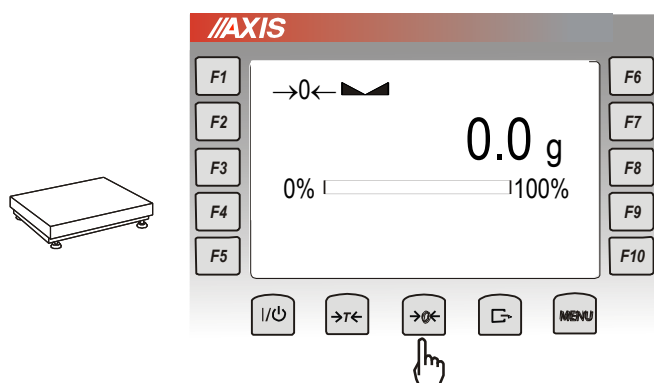 //AXIS
F1
F2
F3
F4
F5
→0←
0.0 g
0% 100%
F6
F7
F8
F9
F10
I/⏻
→T←
→0←
MENU